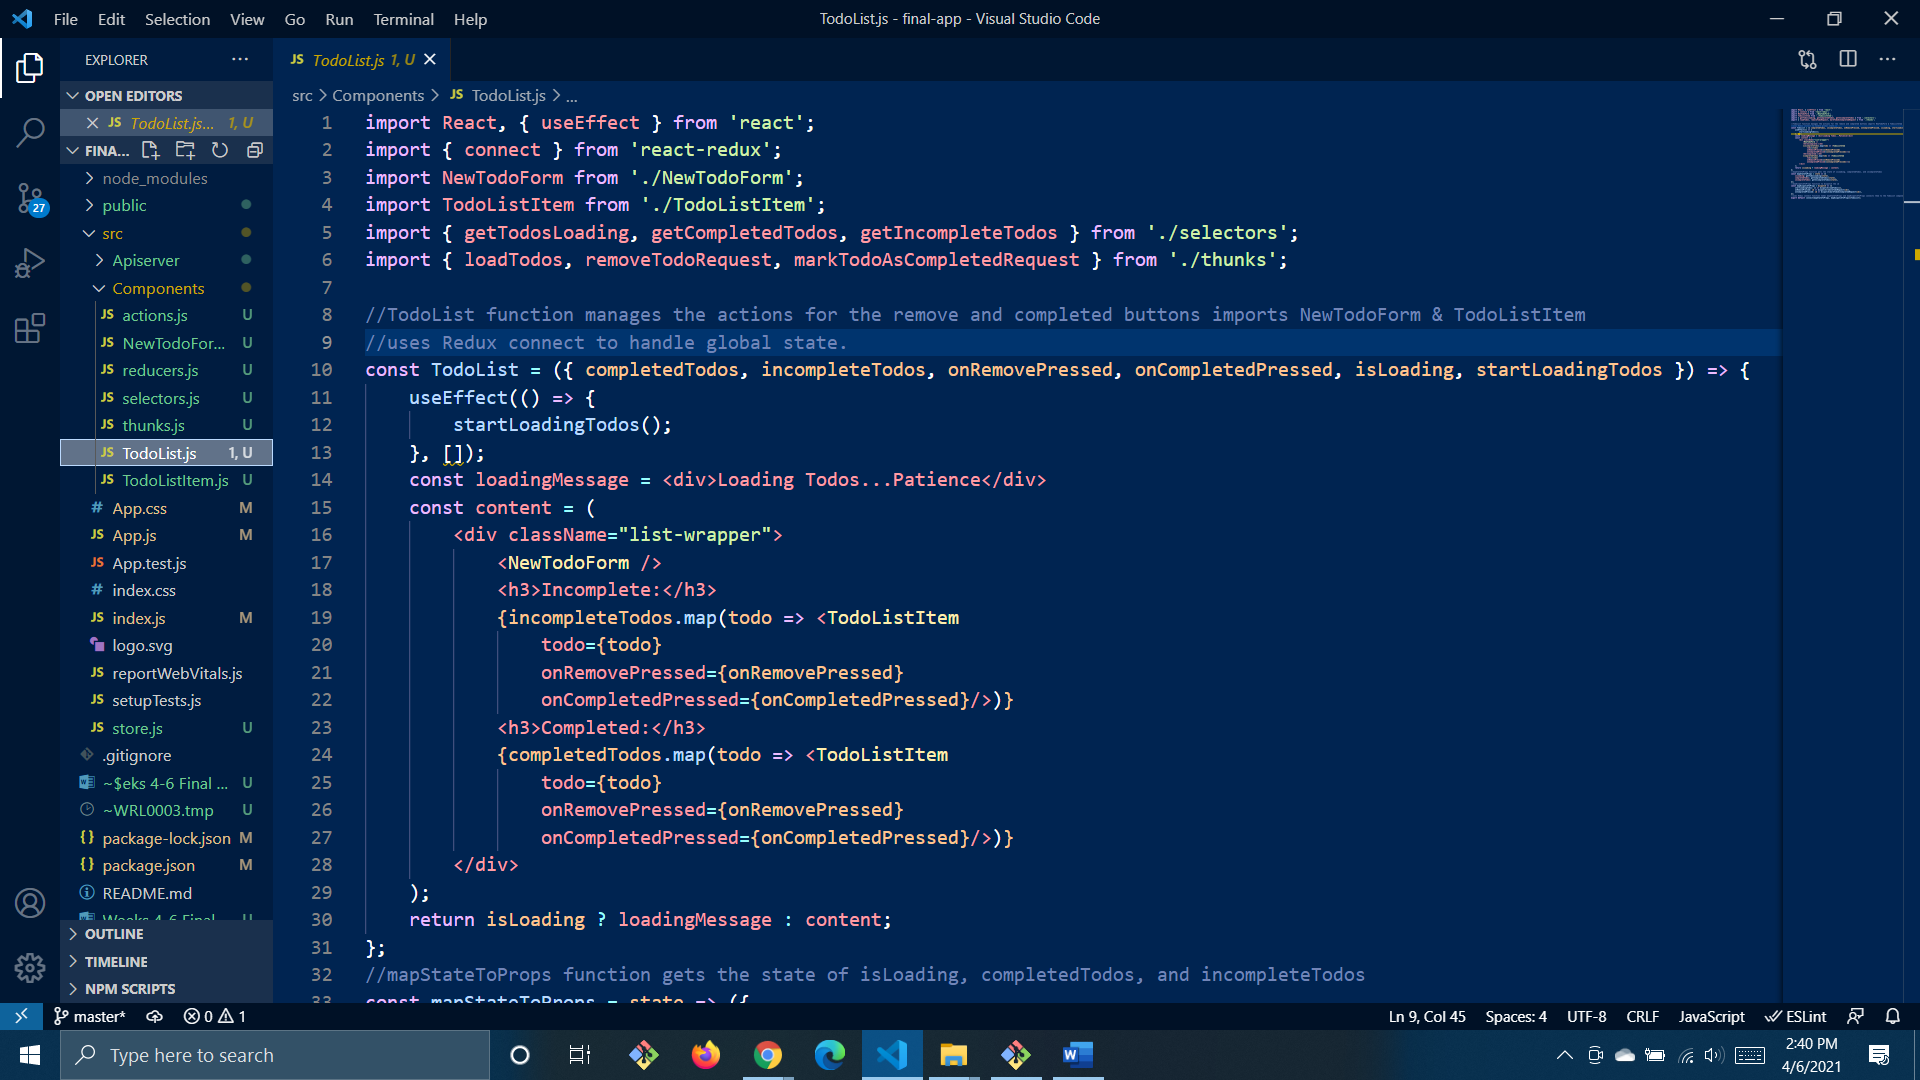 File Edit Selection View Go Run Terminal Help
TodoList.js - final-app - Visual Studio Code
EXPLORER
OPEN EDITORS
JS TodoList.js... 1, U
FINA...
node_modules
public
src
Apiserver
Components
JS actions.js U
JS NewTodoFor... U
JS reducers.js U
JS selectors.js U
JS thunks.js U
JS TodoList.js 1, U
JS TodoListItem.js U
# App.css M
JS App.js M
JS App.test.js
# index.css
JS index.js M
logo.svg
JS reportWebVitals.js
JS setupTests.js
JS store.js U
.gitignore
~$eks 4-6 Final ... U
~WRL0003.tmp U
{} package-lock.json M
{} package.json M
README.md
Weeks 4-6 Final ... U
OUTLINE
TIMELINE
NPM SCRIPTS
27
JS TodoList.js 1, U
src > Components > JS TodoList.js > ...
1 import React, { useEffect } from 'react';
2 import { connect } from 'react-redux';
3 import NewTodoForm from './NewTodoForm';
4 import TodoListItem from './TodoListItem';
5 import { getTodosLoading, getCompletedTodos, getIncompleteTodos } from './selectors';
6 import { loadTodos, removeTodoRequest, markTodoAsCompletedRequest } from './thunks';
7
8 //TodoList function manages the actions for the remove and completed buttons imports NewTodoForm & TodoListItem
9 //uses Redux connect to handle global state.
10 const TodoList = ({ completedTodos, incompleteTodos, onRemovePressed, onCompletedPressed, isLoading, startLoadingTodos }) => {
11 useEffect(() => {
12 startLoadingTodos();
13 }, []);
14 const loadingMessage = <div>Loading Todos...Patience</div>
15 const content = (
16 <div className="list-wrapper">
17 <NewTodoForm />
18 <h3>Incomplete:</h3>
19 {incompleteTodos.map(todo => <TodoListItem
20 todo={todo}
21 onRemovePressed={onRemovePressed}
22 onCompletedPressed={onCompletedPressed}/>)}
23 <h3>Completed:</h3>
24 {completedTodos.map(todo => <TodoListItem
25 todo={todo}
26 onRemovePressed={onRemovePressed}
27 onCompletedPressed={onCompletedPressed}/>)}
28 </div>
29 );
30 return isLoading ? loadingMessage : content;
31 };
32 //mapStateToProps function gets the state of isLoading, completedTodos, and incompleteTodos
33 const mapStateToProps = state => ({
master* 0 1
Ln 9, Col 45 Spaces: 4 UTF-8 CRLF JavaScript ESLint
Type here to search
2:40 PM
4/6/2021